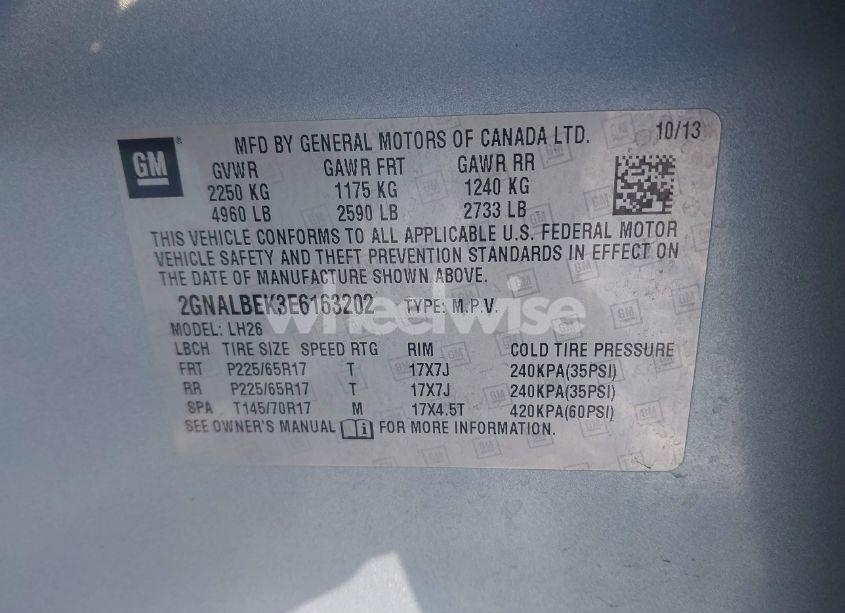 GM
MFD BY GENERAL MOTORS OF CANADA LTD. 10/13
GVWR GAWR FRT GAWR RR
2250 KG 1175 KG 1240 KG
4960 LB 2590 LB 2733 LB
THIS VEHICLE CONFORMS TO ALL APPLICABLE U.S. FEDERAL MOTOR
VEHICLE SAFETY AND THEFT PREVENTION STANDARDS IN EFFECT ON
THE DATE OF MANUFACTURE SHOWN ABOVE.
2GNALBEK3E6163202 TYPE: M.P.V.
wheelwise
MODEL: LH26
LBCH TIRE SIZE SPEED RTG RIM COLD TIRE PRESSURE
FRT P225/65R17 T 17X7J 240KPA(35PSI)
RR P225/65R17 T 17X7J 240KPA(35PSI)
SPA T145/70R17 M 17X4.5T 420KPA(60PSI)
SEE OWNER'S MANUAL FOR MORE INFORMATION.